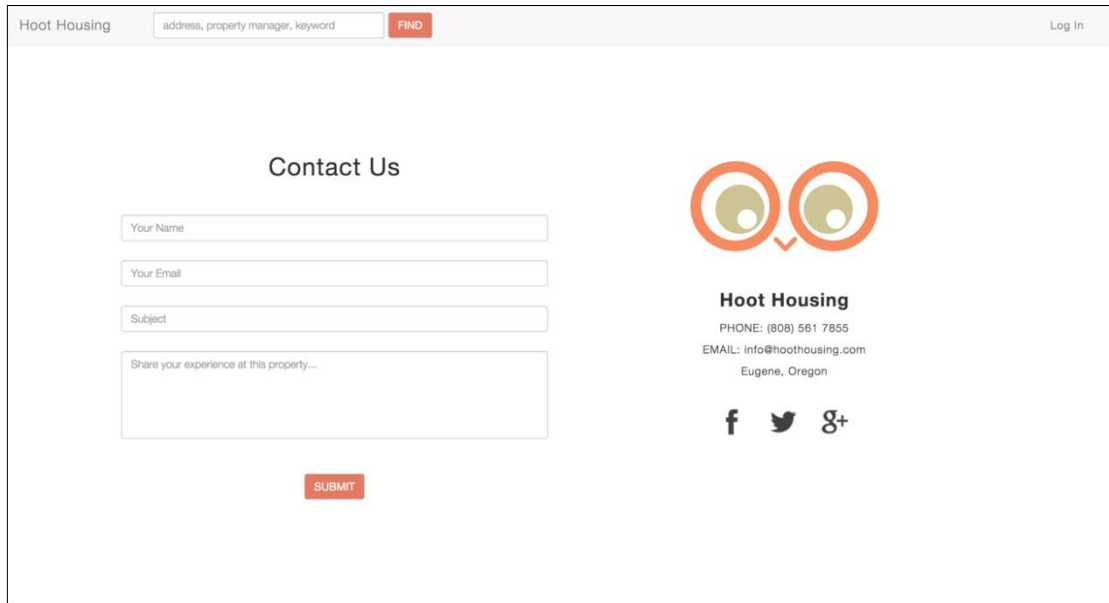 Hoot Housing
address, property manager, keyword
FIND
Log In
Contact Us
Your Name
Your Email
Subject
Share your experience at this property...
SUBMIT
Hoot Housing
PHONE: (808) 561 7855
EMAIL: info@hoothousing.com
Eugene, Oregon
f
g+